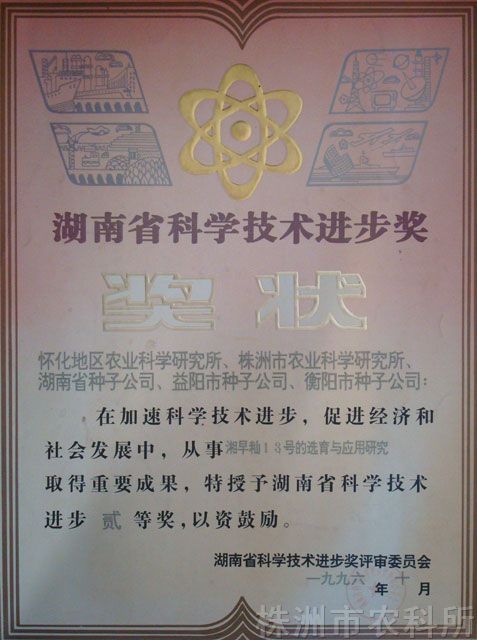 湖南省科学技术进步奖
奖状
怀化地区农业科学研究所、株洲市农业科学研究所、
湖南省种子公司、益阳市种子公司、衡阳市种子公司：
在加速科学技术进步，促进经济和
社会发展中，从事湘早籼13号的选育与应用研究
取得重要成果，特授予湖南省科学技术
进步 贰 等奖，以资鼓励。
湖南省科学技术进步奖评审委员会
一九九六年十月
株洲市农科所